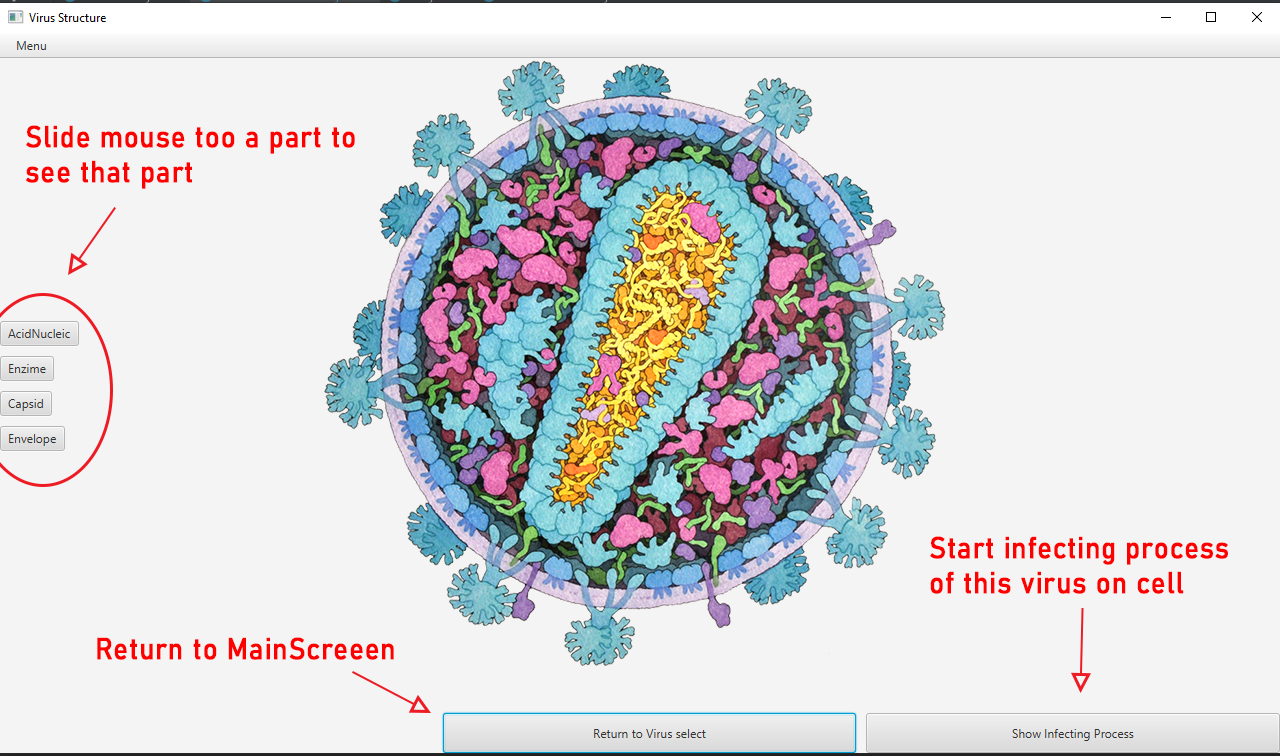 Virus Structure
Menu
Slide mouse too a part to
see that part
AcidNucleic
Enzime
Capsid
Envelope
Start infecting process
of this virus on cell
Return to MainScreeen
Return to Virus select
Show Infecting Process